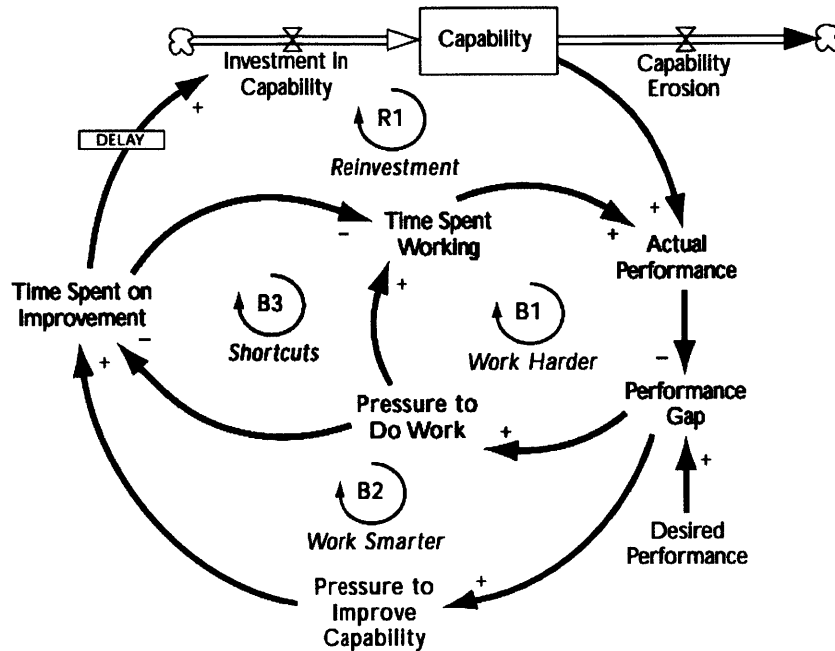 Capability
Investment In
Capability
Capability
Erosion
+
DELAY
R1
Reinvestment
+
-
Time Spent
Working
+
Actual
Performance
Time Spent on
Improvement
B3
Shortcuts
+
B1
Work Harder
-
+
-
Performance
Gap
Pressure to
Do Work
+
+
B2
Work Smarter
Desired
Performance
+
Pressure to
Improve
Capability